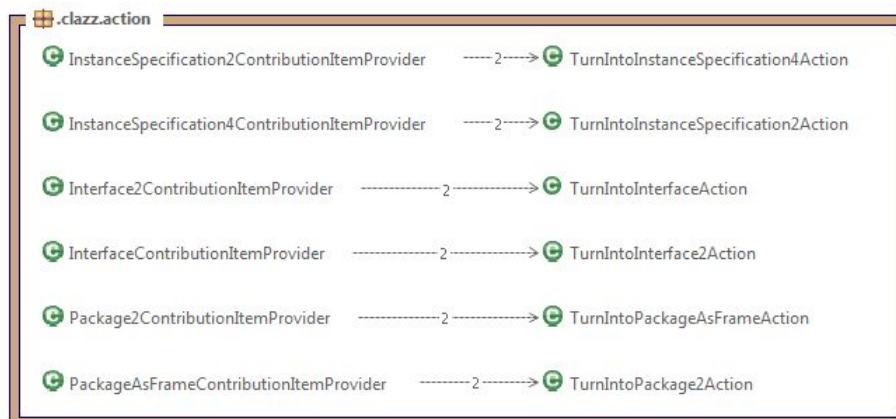 .clazz.action
InstanceSpecification2ContributionItemProvider 2 TurnIntoInstanceSpecification4Action
InstanceSpecification4ContributionItemProvider 2 TurnIntoInstanceSpecification2Action
Interface2ContributionItemProvider 2 TurnIntoInterfaceAction
InterfaceContributionItemProvider 2 TurnIntoInterface2Action
Package2ContributionItemProvider 2 TurnIntoPackageAsFrameAction
PackageAsFrameContributionItemProvider 2 TurnIntoPackage2Action